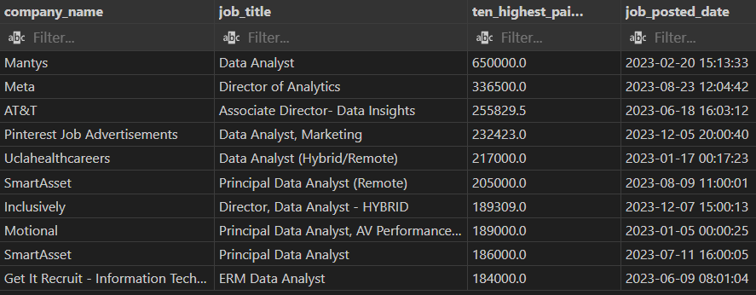 company_name job_title ten_highest_pai... job_posted_date
abc Filter... abc Filter... abc Filter... abc Filter...
Mantys Data Analyst 650000.0 2023-02-20 15:13:33
Meta Director of Analytics 336500.0 2023-08-23 12:04:42
AT&T Associate Director- Data Insights 255829.5 2023-06-18 16:03:12
Pinterest Job Advertisements Data Analyst, Marketing 232423.0 2023-12-05 20:00:40
Uclahealthcareers Data Analyst (Hybrid/Remote) 217000.0 2023-01-17 00:17:23
SmartAsset Principal Data Analyst (Remote) 205000.0 2023-08-09 11:00:01
Inclusively Director, Data Analyst - HYBRID 189309.0 2023-12-07 15:00:13
Motional Principal Data Analyst, AV Performance... 189000.0 2023-01-05 00:00:25
SmartAsset Principal Data Analyst 186000.0 2023-07-11 16:00:05
Get It Recruit - Information Tech... ERM Data Analyst 184000.0 2023-06-09 08:01:04